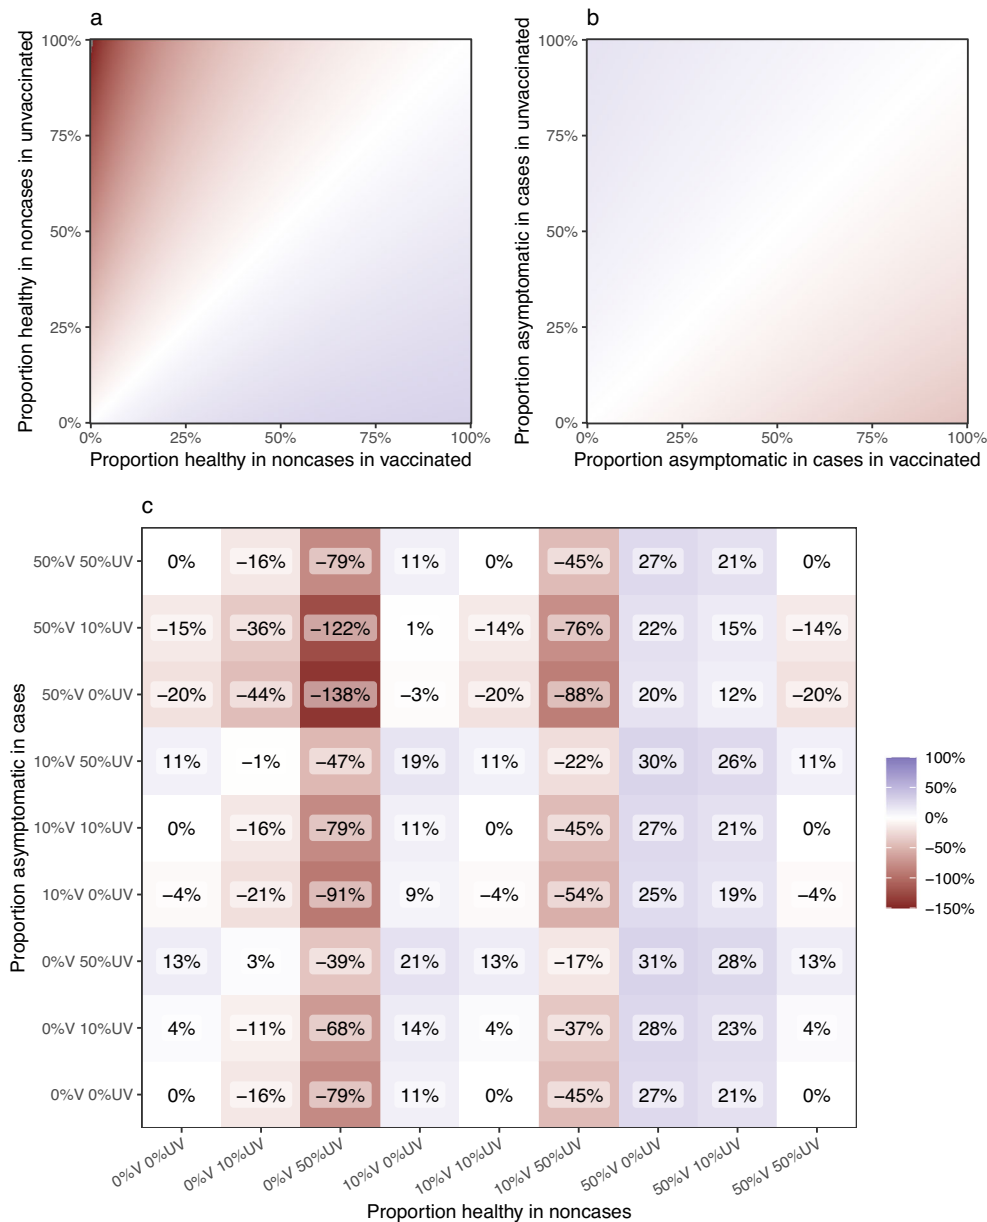 a
Proportion healthy in noncases in unvaccinated
100%
75%
50%
25%
0%
0%
25%
50%
75%
100%
Proportion healthy in noncases in vaccinated
b
Proportion asymptomatic in cases in unvaccinated
100%
75%
50%
25%
0%
0%
25%
50%
75%
100%
Proportion asymptomatic in cases in vaccinated
c
Proportion asymptomatic in cases
50%V 50%UV 0% −16% −79% 11% 0% −45% 27% 21% 0%
50%V 10%UV −15% −36% −122% 1% −14% −76% 22% 15% −14%
50%V 0%UV −20% −44% −138% −3% −20% −88% 20% 12% −20%
10%V 50%UV 11% −1% −47% 19% 11% −22% 30% 26% 11%
10%V 10%UV 0% −16% −79% 11% 0% −45% 27% 21% 0%
10%V 0%UV −4% −21% −91% 9% −4% −54% 25% 19% −4%
0%V 50%UV 13% 3% −39% 21% 13% −17% 31% 28% 13%
0%V 10%UV 4% −11% −68% 14% 4% −37% 28% 23% 4%
0%V 0%UV 0% −16% −79% 11% 0% −45% 27% 21% 0%
0%V 0%UV
0%V 10%UV
0%V 50%UV
10%V 0%UV
10%V 10%UV
10%V 50%UV
50%V 0%UV
50%V 10%UV
50%V 50%UV
Proportion healthy in noncases
100%
50%
0%
−50%
−100%
−150%